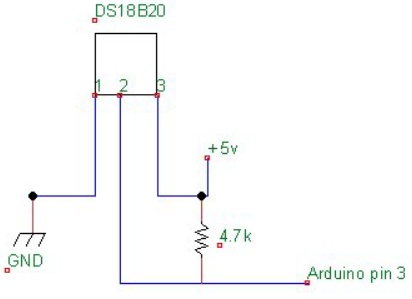 DS18B20
1 2 3
+5v
4.7k
GND
Arduino pin 3